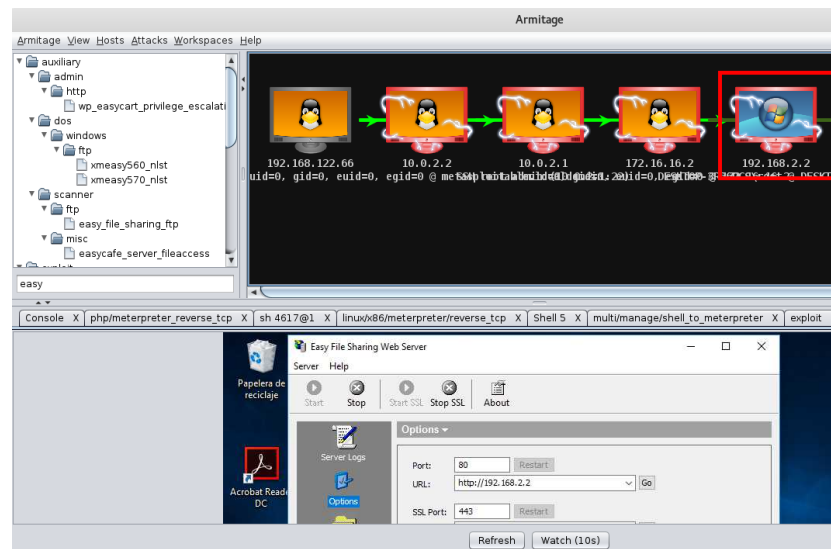 Armitage
Armitage View Hosts Attacks Workspaces Help
auxiliary
admin
http
wp_easycart_privilege_escalati
dos
windows
ftp
xmeasy560_nlst
xmeasy570_nlst
scanner
ftp
easy_file_sharing_ftp
misc
easycafe_server_fileaccess
easy
192.168.122.66 10.0.2.2 10.0.2.1 172.16.16.2 192.168.2.2
uid=0, gid=0, euid=0, egid=0 @
Console X php/meterpreter_reverse_tcp X sh 4617@1 X linux/x86/meterpreter/reverse_tcp X Shell 5 X multi/manage/shell_to_meterpreter X exploit
Papelera de reciclaje
Acrobat Reade
DC
Easy File Sharing Web Server
Server Help
Start Stop Start SSL Stop SSL About
Server Logs
Options
Options
Port: 80 Restart
URL: http://192.168.2.2 Go
SSL Port: 443 Restart
Refresh Watch (10s)